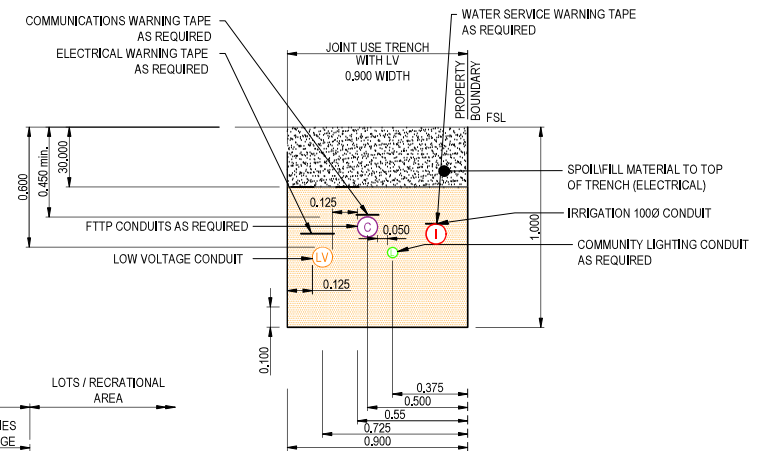 COMMUNICATIONS WARNING TAPE
AS REQUIRED
ELECTRICAL WARNING TAPE
AS REQUIRED
JOINT USE TRENCH
WITH LV
0.900 WIDTH
WATER SERVICE WARNING TAPE
AS REQUIRED
PROPERTY
BOUNDARY
FSL
0.600
0.450 min.
30.000
0.125
FTTP CONDUITS AS REQUIRED
C
0.050
I
LOW VOLTAGE CONDUIT
LV
L
0.125
1.000
SPOIL/FILL MATERIAL TO TOP
OF TRENCH (ELECTRICAL)
IRRIGATION 100Ø CONDUIT
COMMUNITY LIGHTING CONDUIT
AS REQUIRED
0.100
0.375
0.500
0.55
0.725
0.900
LOTS / RECRATIONAL
AREA
IES
GE